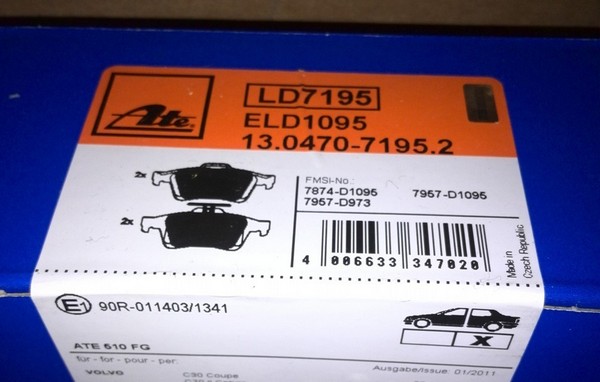 Ate
LD7195
ELD1095
13.0470-7195.2
2x
2x
FMSI-No.:
7874-D1095 7957-D1095
7957-D973
4 006633 347020
Made in
Czech Republic
E1 90R-011403/1341
X
ATE 510 FG
für - for - pour - per:
Ausgabe/Issue: 01/2011
VOLVO C30 Coupe